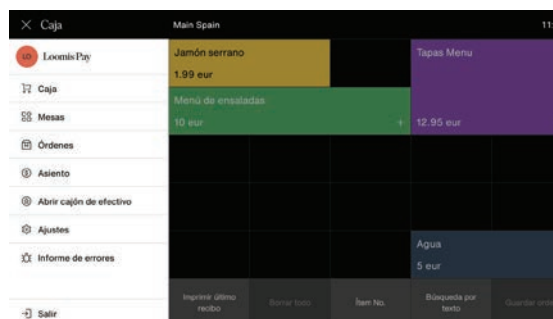 Caja
Main Spain
11:
LO
Loomis Pay
Caja
Mesas
Órdenes
Asiento
Abrir cajón de efectivo
Ajustes
Informe de errores
Salir
Jamón serrano
1.99 eur
Tapas Menu
12.95 eur
Menú de ensaladas
10 eur
+
Agua
5 eur
Imprimir último
recibo
Borrar todo
Ítem No.
Búsqueda por
texto
Guardar